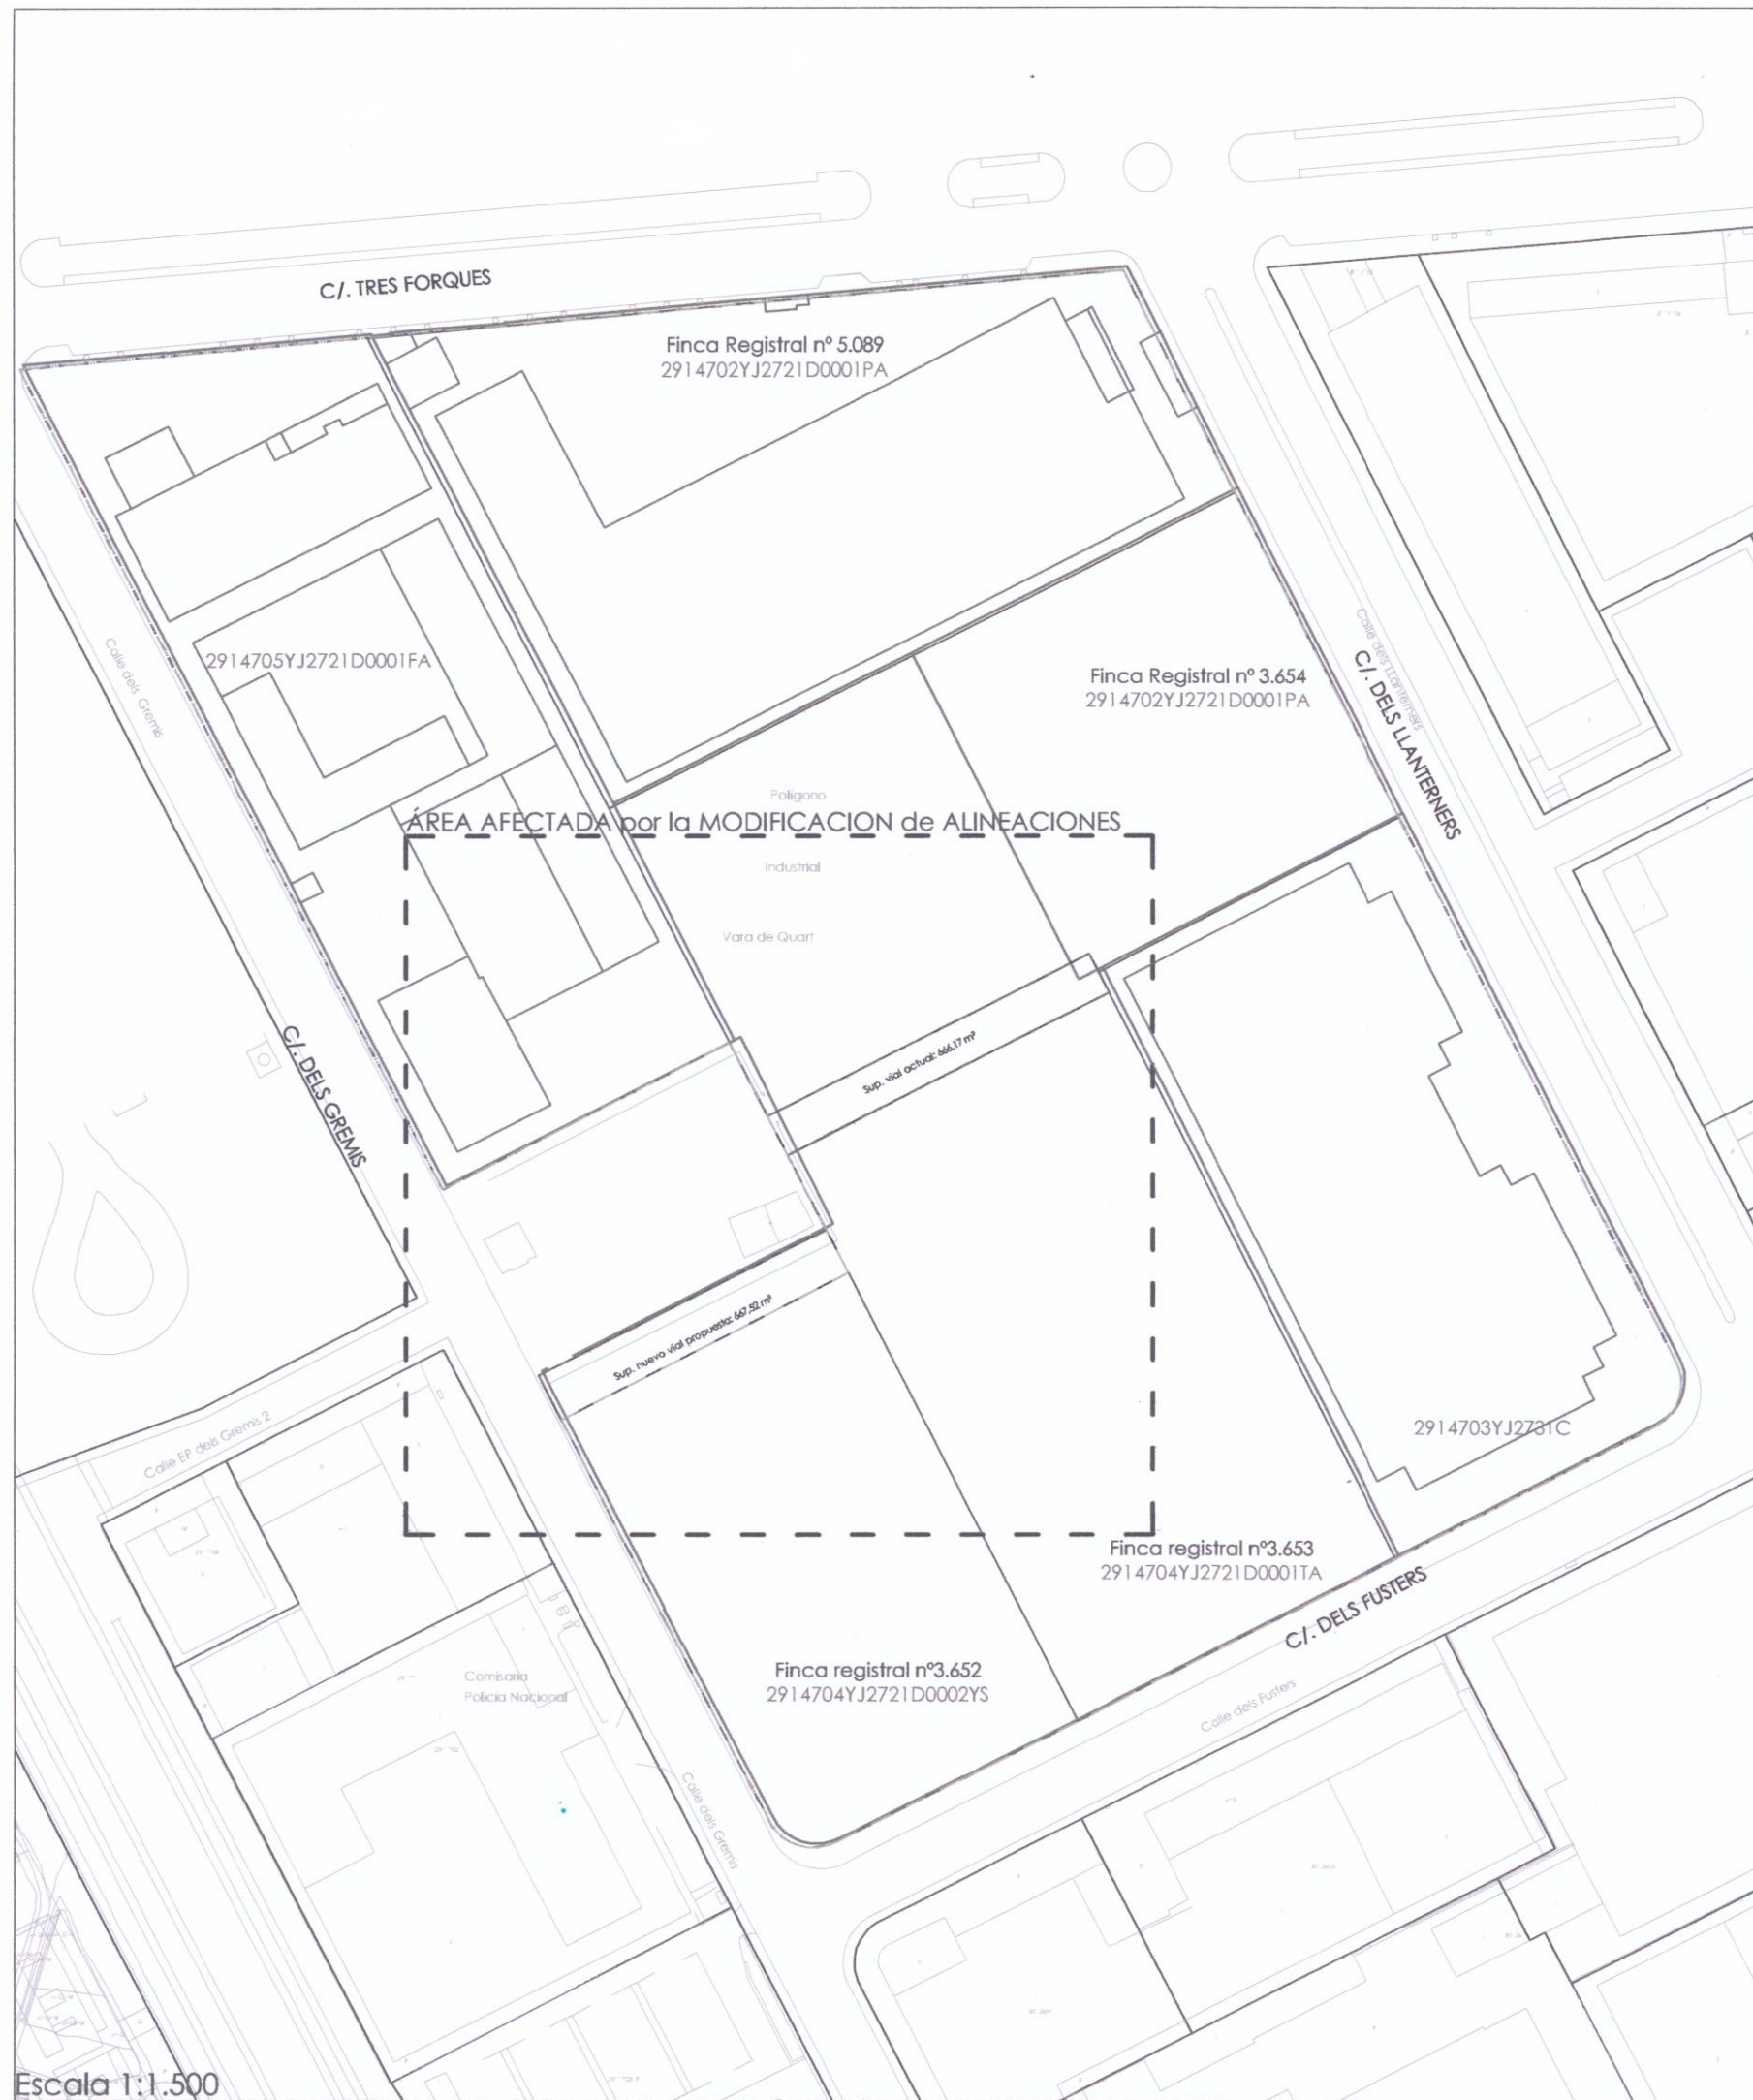 C/. TRES FORQUES
Finca Registral nº 5.089
2914702YJ2721D0001PA
2914705YJ2721D0001FA
Calle dels Gremis
Finca Registral nº 3.654
2914702YJ2721D0001PA
Calle dels LLanterners
C/. DELS LLANTERNERS
Polígono
ÁREA AFECTADA por la MODIFICACION de ALINEACIONES
Industrial
Vara de Quart
C/. DELS GREMIS
Sup. vial actual: 666,17 m²
Sup. nuevo vial propuesta: 667,52 m²
Calle EP dels Gremis 2
2914703YJ2731C
Finca registral nº3.653
2914704YJ2721D0001TA
C/. DELS FUSTERS
Finca registral nº3.652
2914704YJ2721D0002YS
Comisaria
Policia Nacional
Calle dels Fusters
Calle dels Gremis
Escala 1:1.500